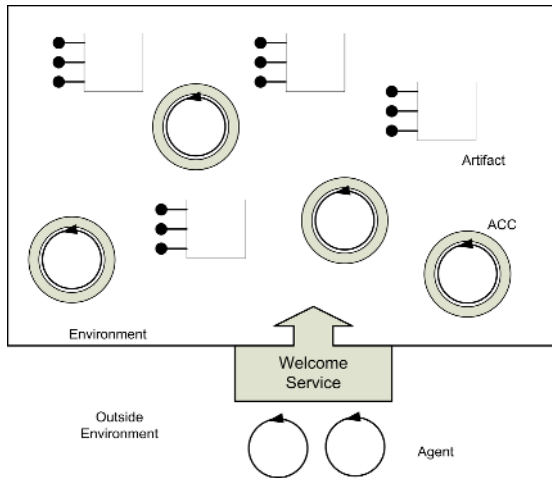 Artifact
ACC
Environment
Welcome
Service
Outside
Environment
Agent